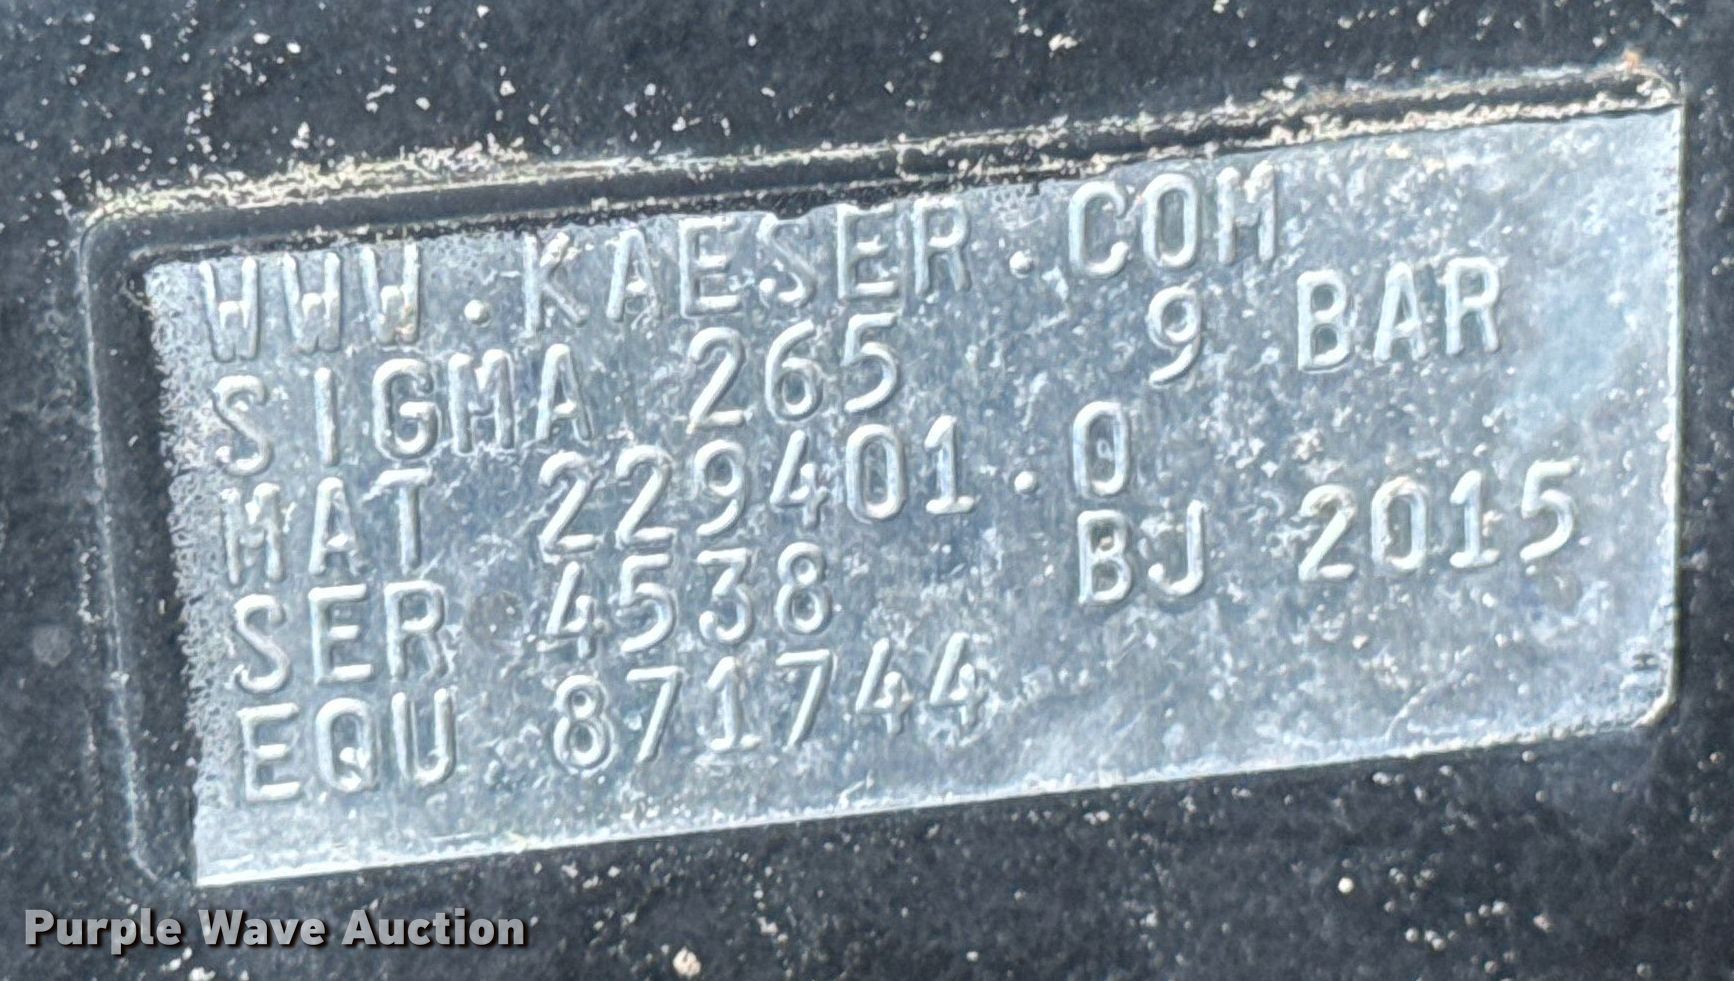 WWW.KAESER.COM
SIGMA 265 9 BAR
MAT 229401.0
SER 4538 BJ 2015
EQU 871744
H
Purple Wave Auction